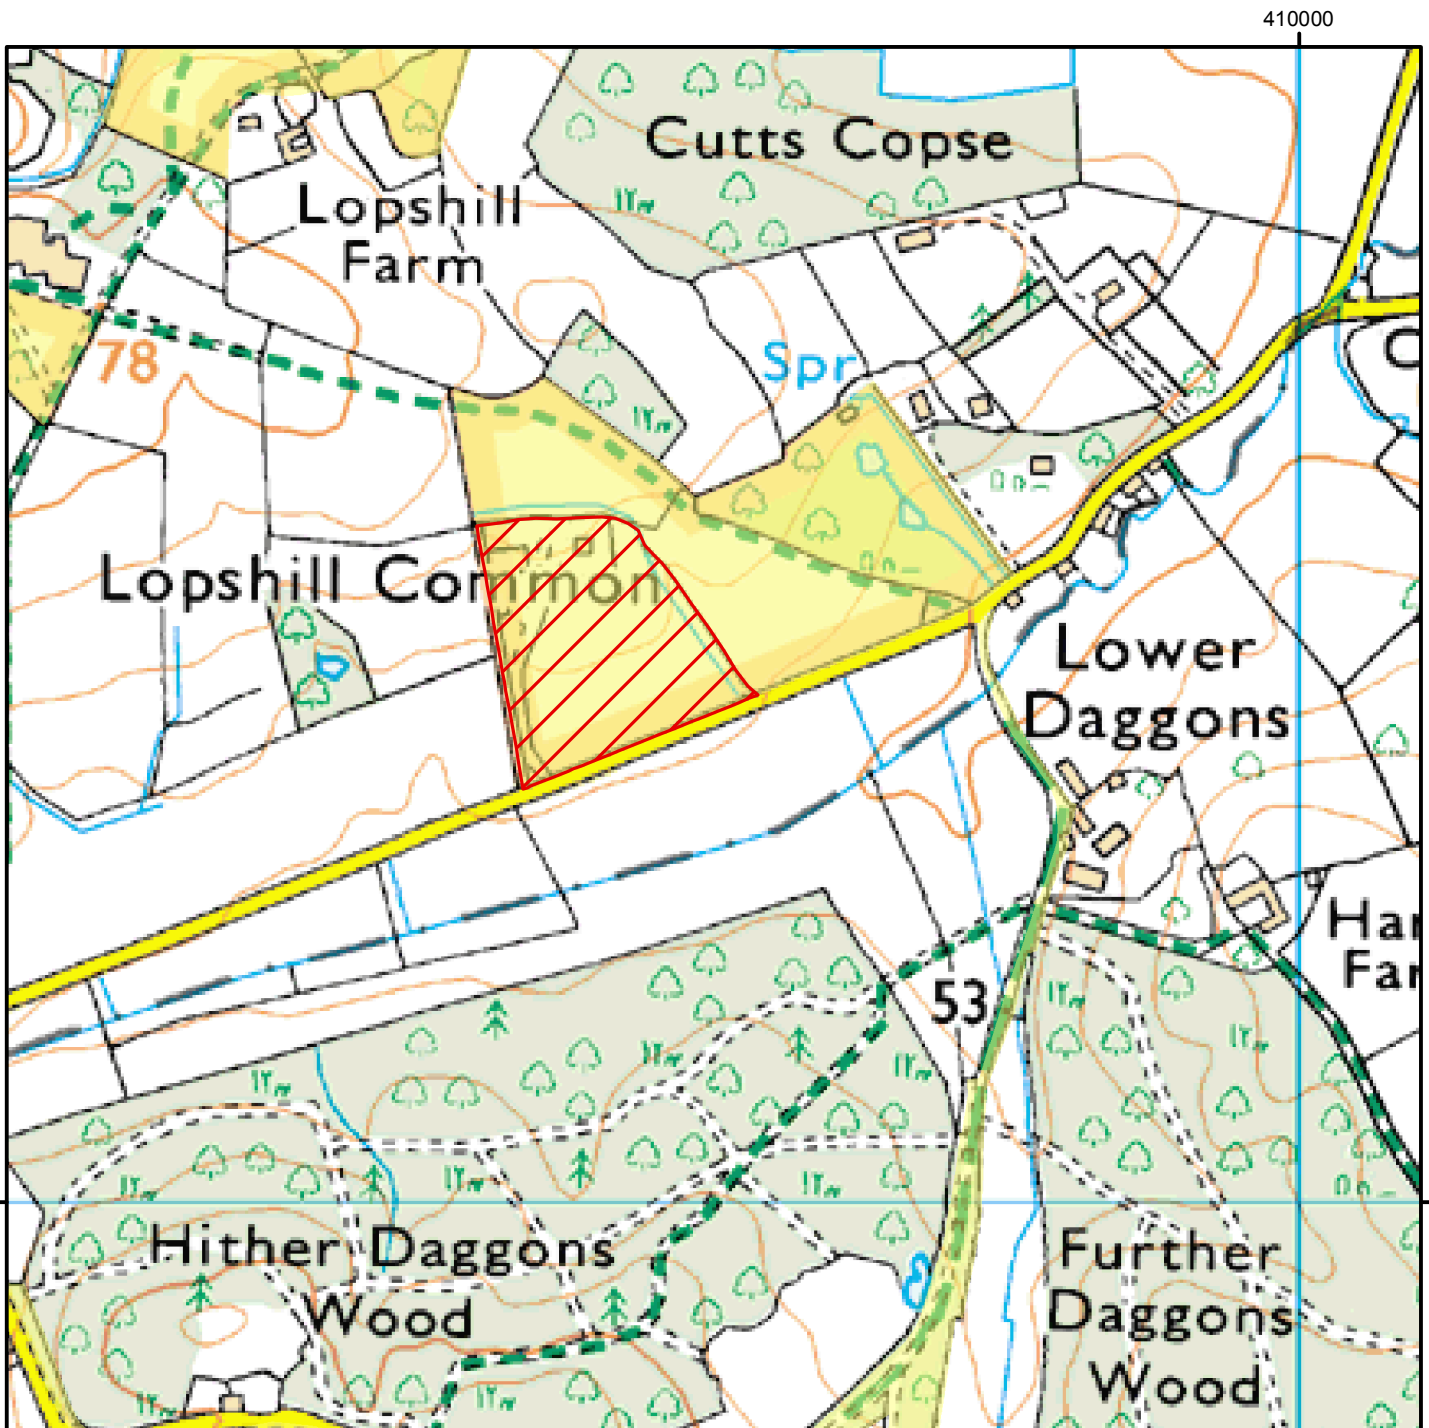 410000
Cutts Copse
Lopshill
Farm
Spr
78
Lopshill Common
Lower
Daggons
53
Hither Daggons
Wood
Further
Daggons
Wood